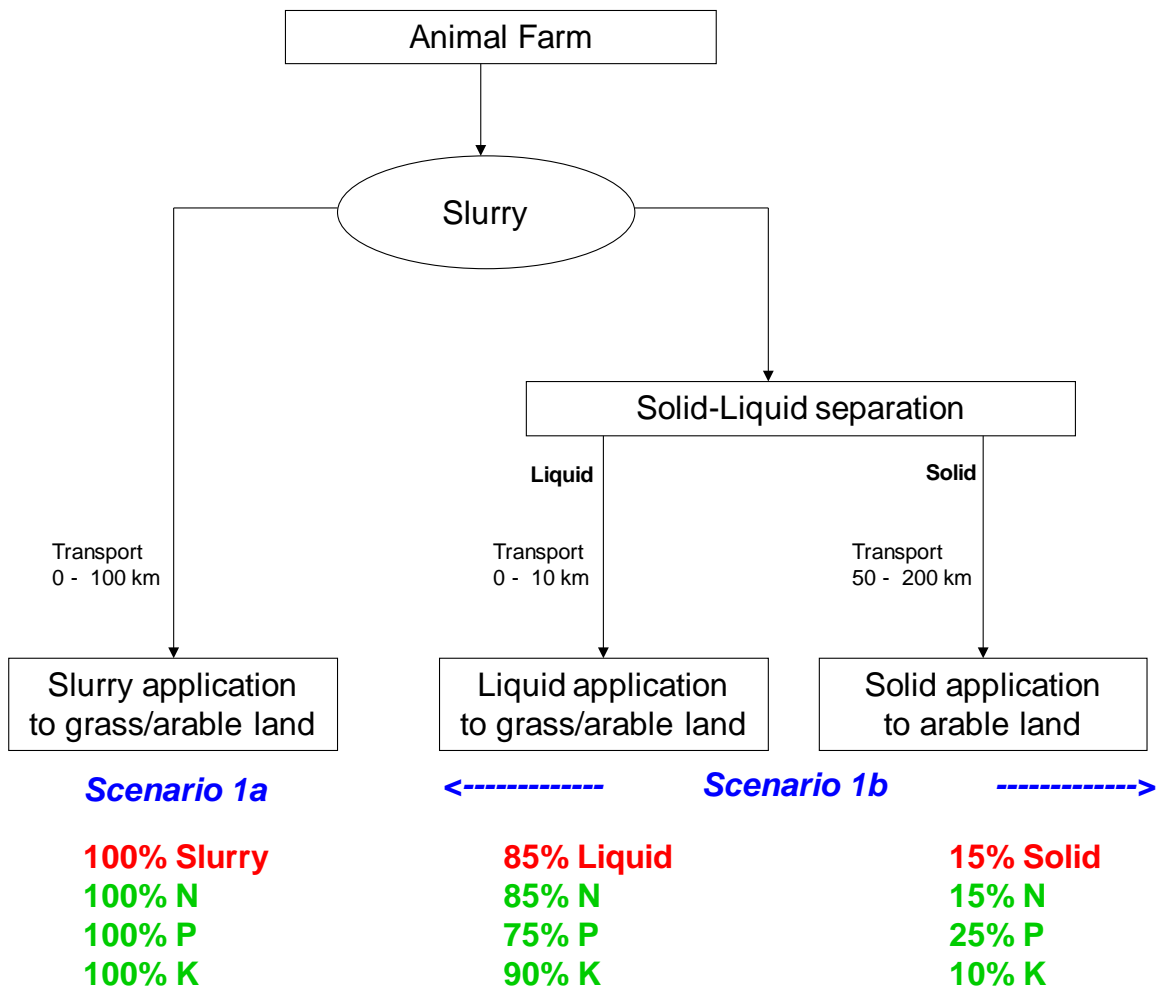 Animal Farm
Slurry
Solid-Liquid separation
Liquid
Solid
Transport
0 - 100 km
Transport
0 - 10 km
Transport
50 - 200 km
Slurry application
to grass/arable land
Liquid application
to grass/arable land
Solid application
to arable land
Scenario 1a
<------------- Scenario 1b ------------->
100% Slurry
100% N
100% P
100% K
85% Liquid
85% N
75% P
90% K
15% Solid
15% N
25% P
10% K